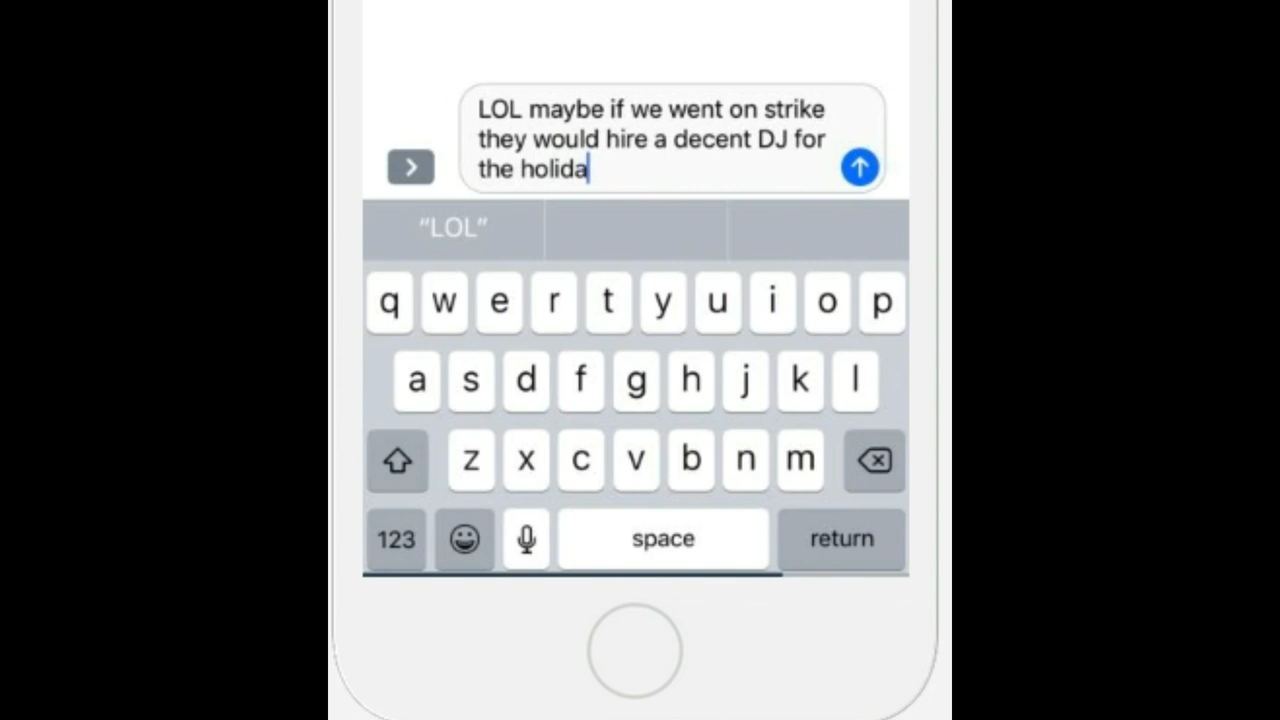 LOL maybe if we went on strike
they would hire a decent DJ for
the holida
“LOL”
q w e r t y u i o p
a s d f g h j k l
z x c v b n m
123 space return